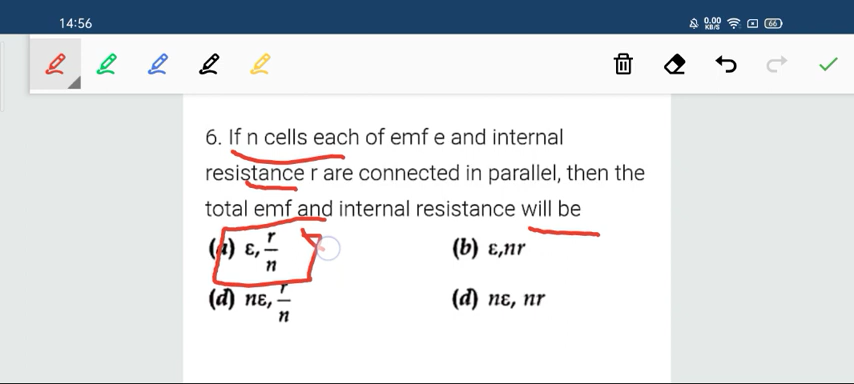 14:56
0.00
KB/S
66
6. If n cells each of emf e and internal
resistance r are connected in parallel, then the
total emf and internal resistance will be
(a) ε, r/n
(b) ε,nr
(d) nε, r/n
(d) nε, nr